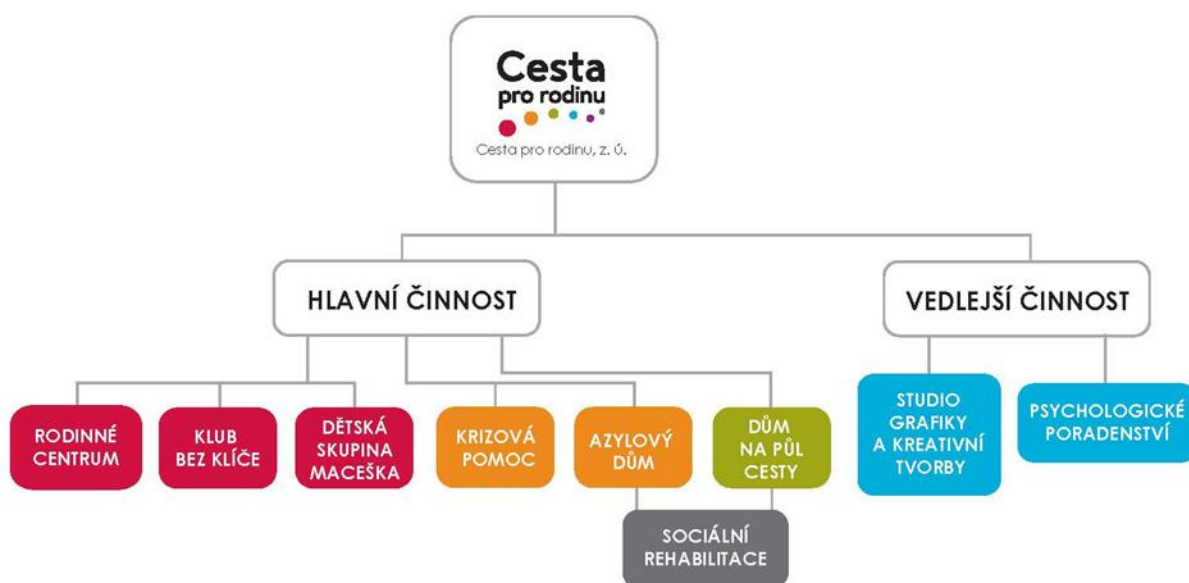 Cesta
pro rodinu
Cesta pro rodinu, z. ú.
HLAVNÍ ČINNOST
VEDLEJŠÍ ČINNOST
RODINNÉ
CENTRUM
KLUB
BEZ KLÍČE
DĚTSKÁ
SKUPINA
MACEŠKA
KRIZOVÁ
POMOC
AZYLOVÝ
DŮM
DŮM
NA PŮL
CESTY
STUDIO
GRAFIKY
A KREATIVNÍ
TVORBY
PSYCHOLOGICKÉ
PORADENSTVÍ
SOCIÁLNÍ
REHABILITACE